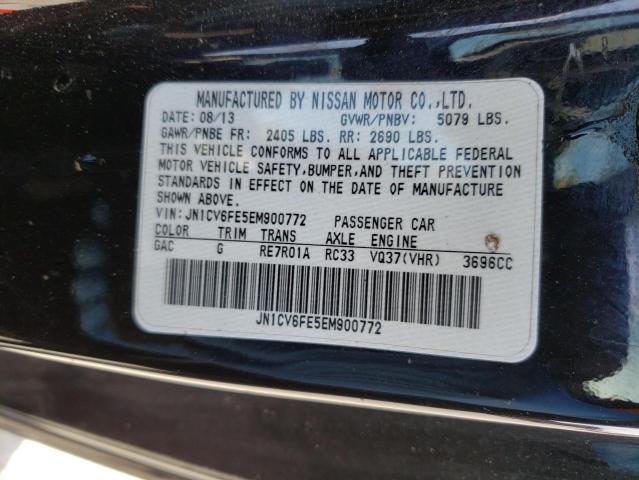 MANUFACTURED BY NISSAN MOTOR CO.,LTD.
DATE: 08/13 GVWR/PNBV: 5079 LBS.
GAWR/PNBE FR: 2405 LBS. RR: 2690 LBS.
THIS VEHICLE CONFORMS TO ALL APPLICABLE FEDERAL
MOTOR VEHICLE SAFETY,BUMPER,AND THEFT PREVENTION
STANDARDS IN EFFECT ON THE DATE OF MANUFACTURE
SHOWN ABOVE.
VIN: JN1CV6FE5EM900772 PASSENGER CAR
COLOR TRIM TRANS AXLE ENGINE
GAC G RE7R01A RC33 VQ37(VHR) 3696CC
JN1CV6FE5EM900772